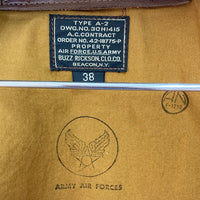 TYPE A-2
DWG. NO. 30H1415
A.C. CONTRACT
ORDER NO. 42-18775-P
PROPERTY
AIR FORCE, U.S. ARMY
BUZZ RICKSON, CLO. CO.
BEACON, N.Y.
38
ARMY AIR FORCES